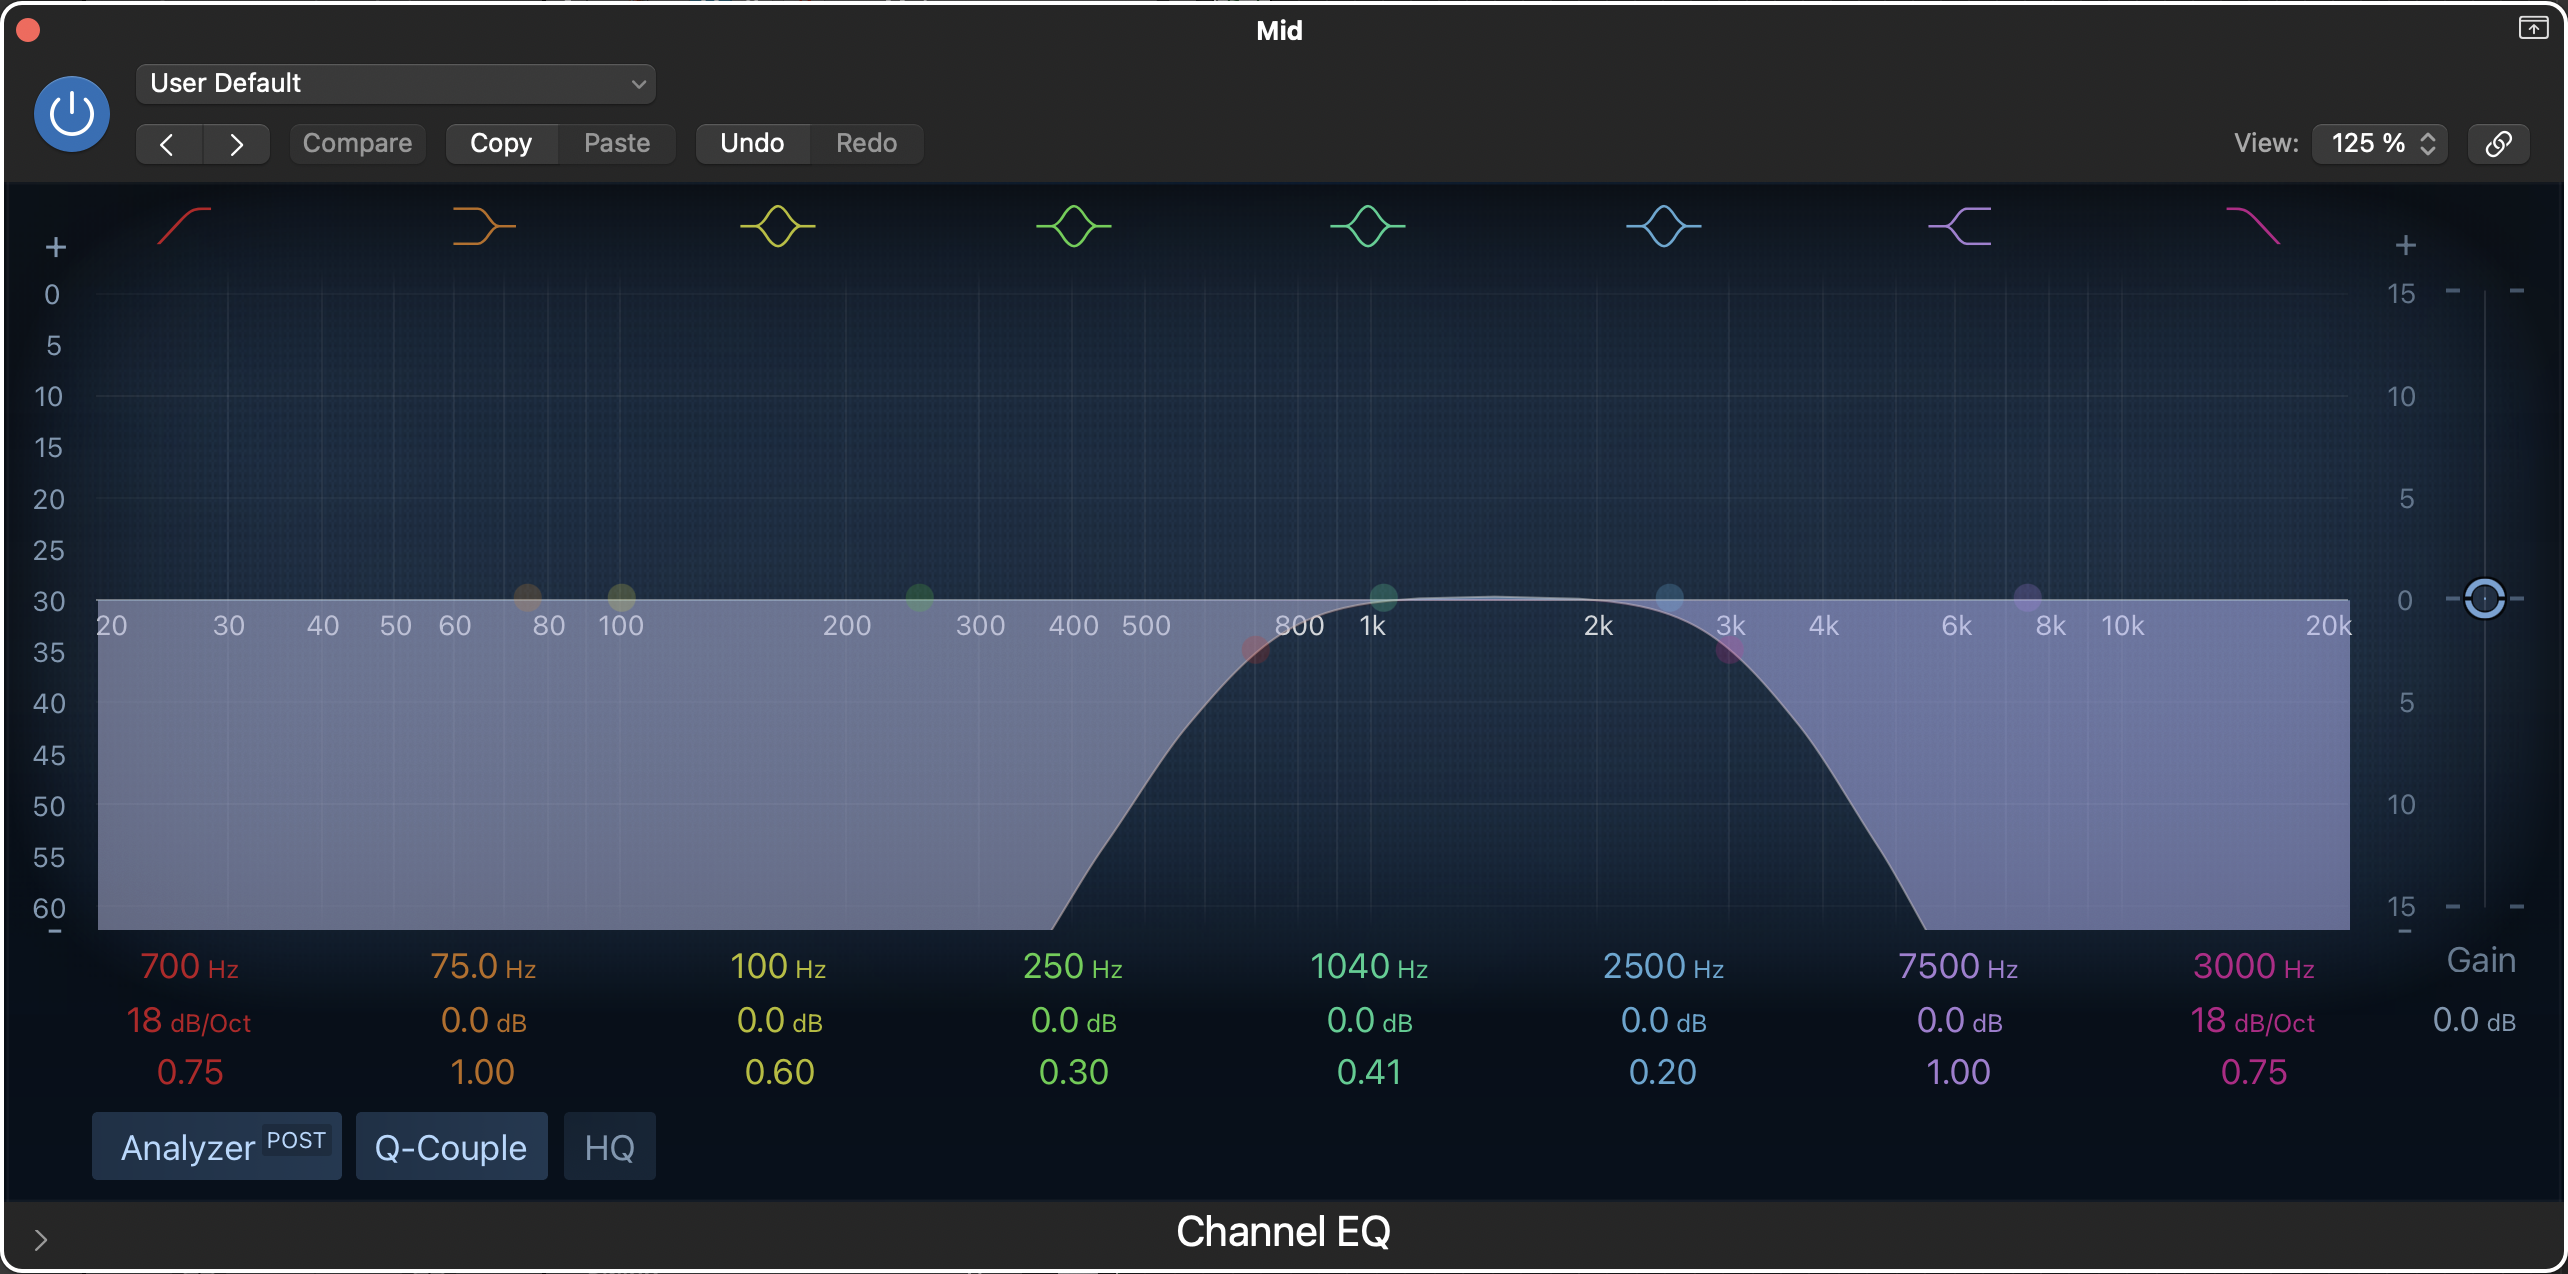 Mid
User Default
Compare Copy Paste Undo Redo View: 125 %
+ +
0 15
5
10 10
15
20 5
25
30 0
20 30 40 50 60 80 100 200 300 400 500 800 1k 2k 3k 4k 6k 8k 10k 20k
35
40 5
45
50 10
55
60 15
- -
700 Hz 75.0 Hz 100 Hz 250 Hz 1040 Hz 2500 Hz 7500 Hz 3000 Hz Gain
18 dB/Oct 0.0 dB 0.0 dB 0.0 dB 0.0 dB 0.0 dB 0.0 dB 18 dB/Oct 0.0 dB
0.75 1.00 0.60 0.30 0.41 0.20 1.00 0.75
Analyzer POST Q-Couple HQ
Channel EQ